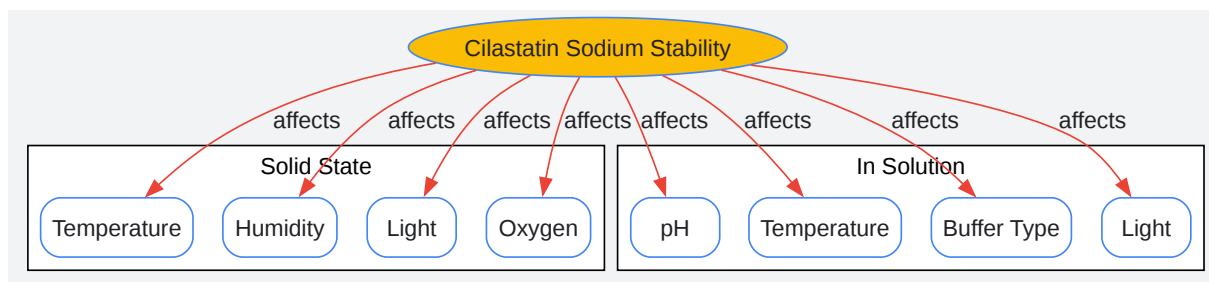 Cilastatin Sodium Stability
affects affects affects affects affects affects affects affects
Solid State
Temperature Humidity Light Oxygen
In Solution
pH Temperature Buffer Type Light